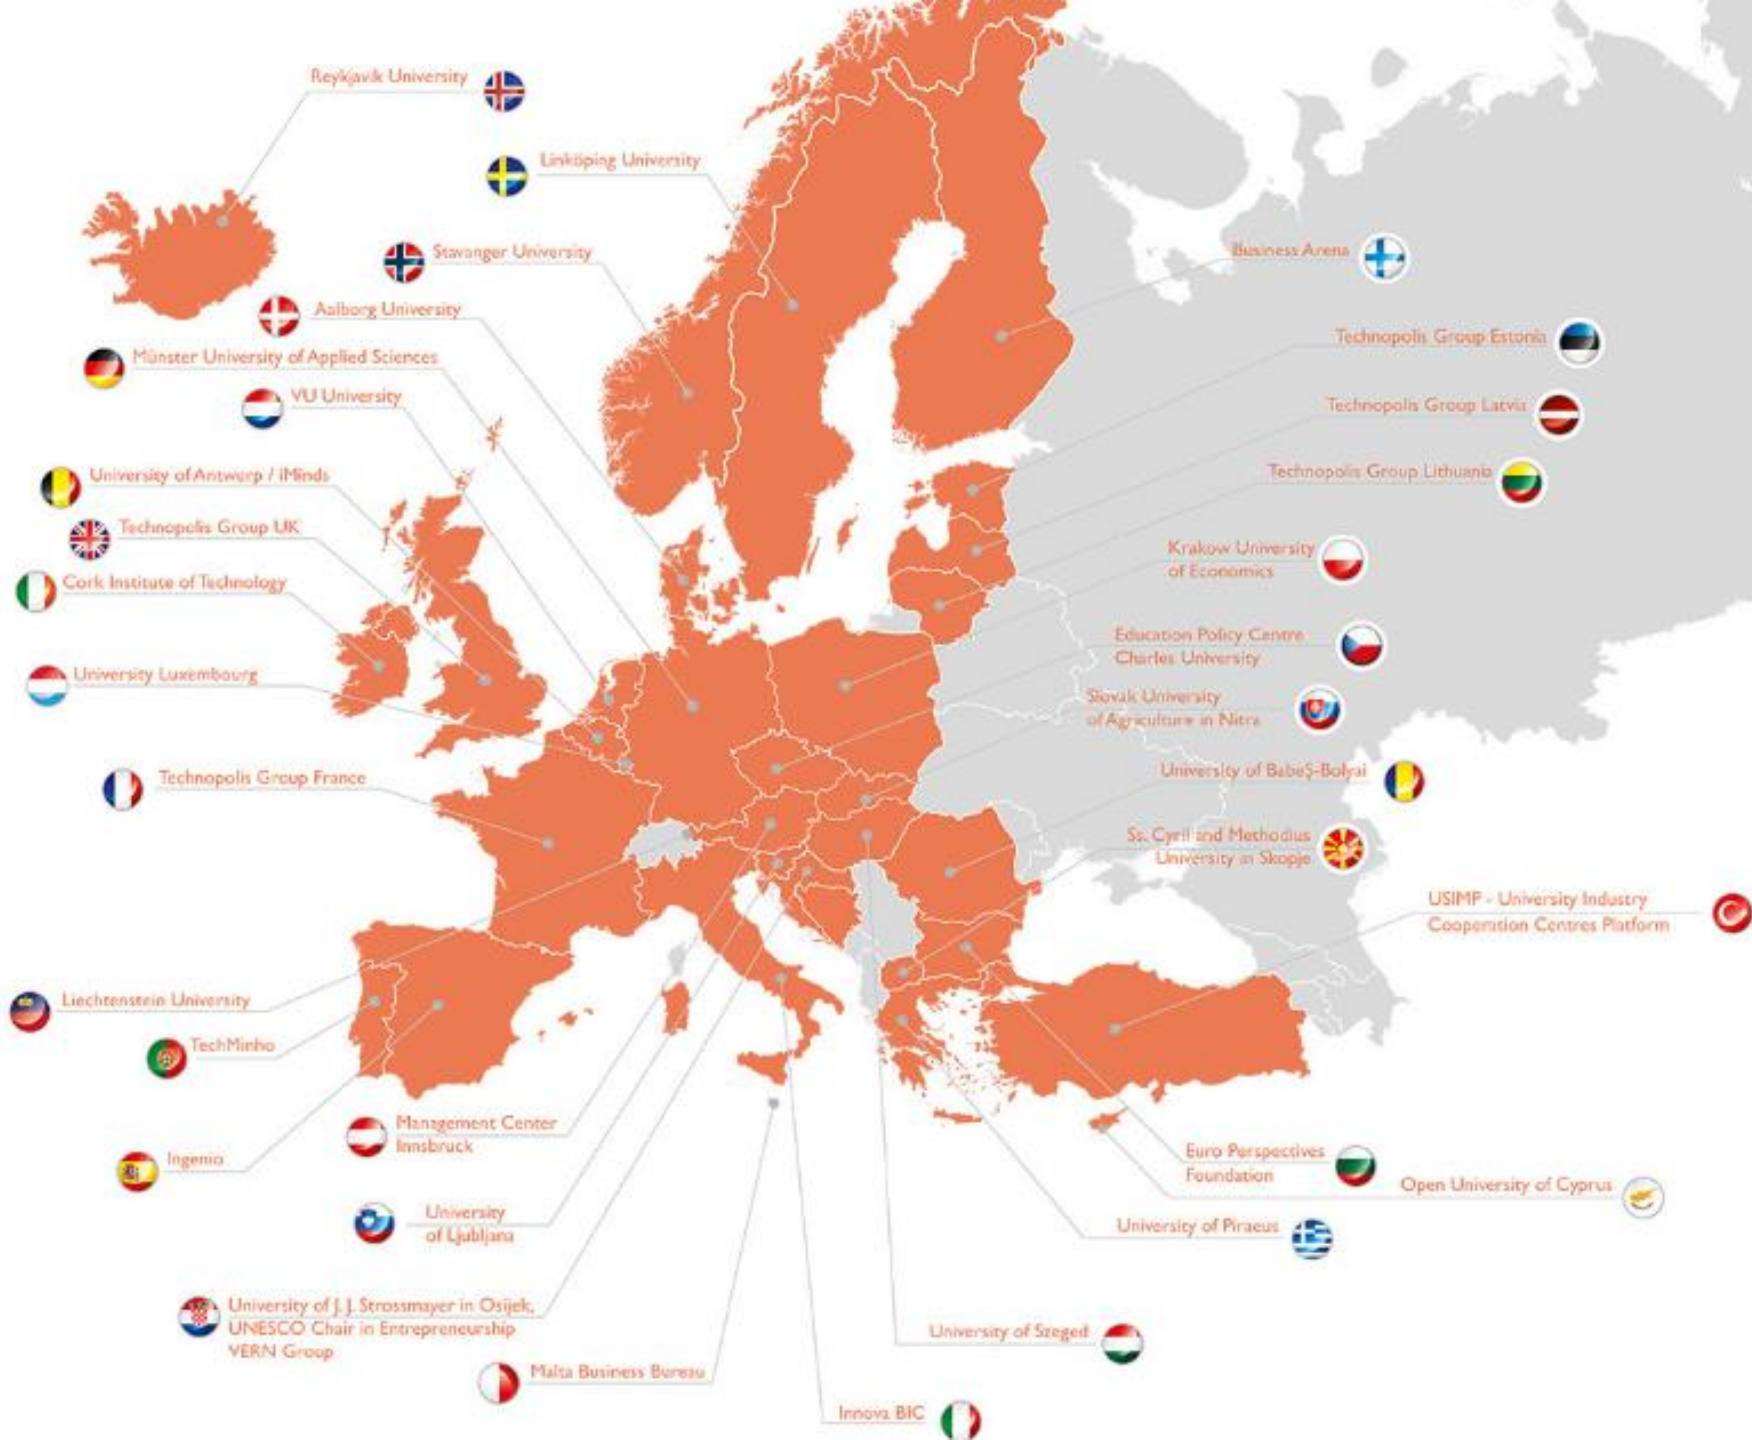 Reykjavik University
Linköping University
Stavanger University
Business Arena
Aalborg University
Technopolis Group Estonia
Münster University of Applied Sciences
VU University
Technopolis Group Latvia
Technopolis Group Lithuania
University of Antwerp / iMinds
Technopolis Group UK
Krakow University
of Economics
Cork Institute of Technology
Education Policy Centre
Charles University
University Luxembourg
Slovak University
of Agriculture in Nitra
Technopolis Group France
University of BabeŞ-Bolyai
Ss. Cyril and Methodius
University in Skopje
USIMP - University Industry
Cooperation Centres Platform
Liechtenstein University
TechMinho
Management Center
Innsbruck
Ingenio
Euro Perspectives
Foundation
Open University of Cyprus
University
of Ljubljana
University of Piraeus
University of J. J. Strossmayer in Osijek,
UNESCO Chair in Entrepreneurship
VERN Group
University of Szeged
Malta Business Bureau
Innova BIC